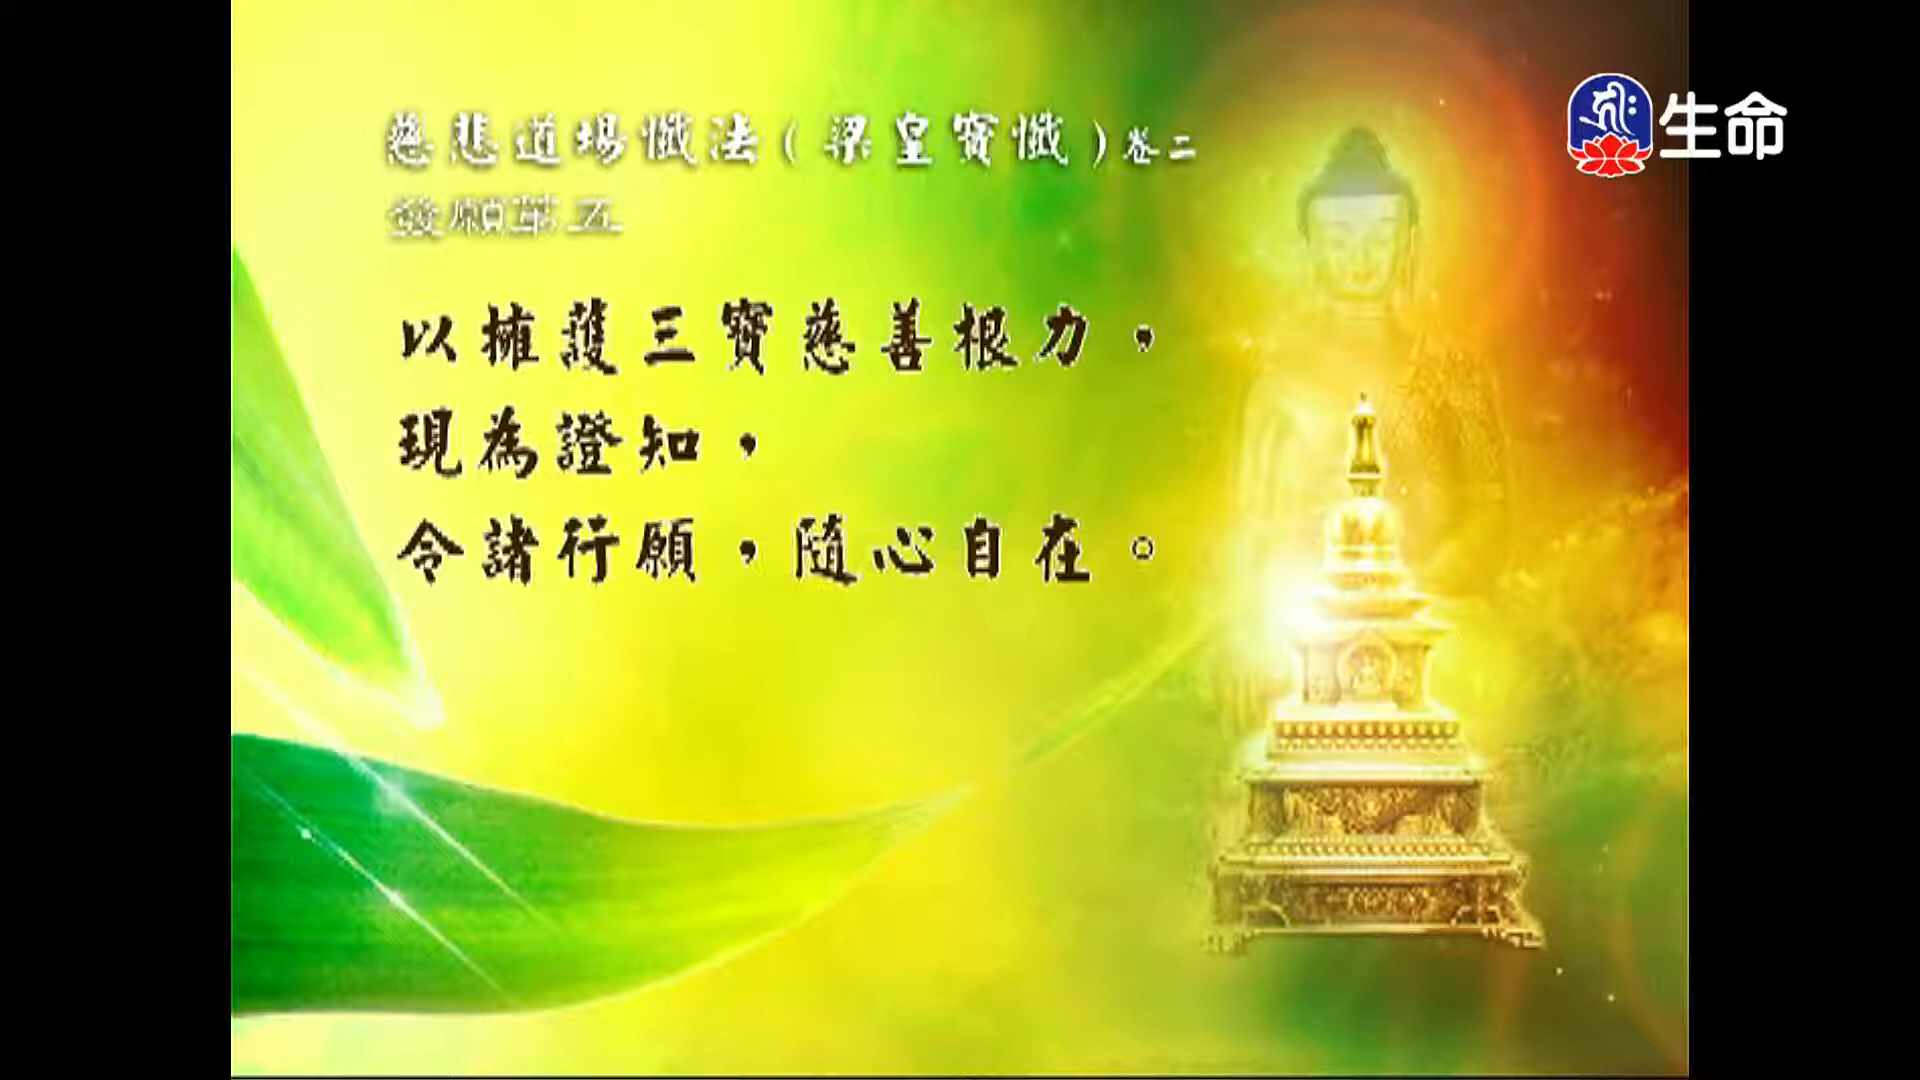 慈悲道場懺法(梁皇寶懺)卷二
發願第五
以擁護三寶慈善根力，
現為證知，
令諸行願，隨心自在。
生命